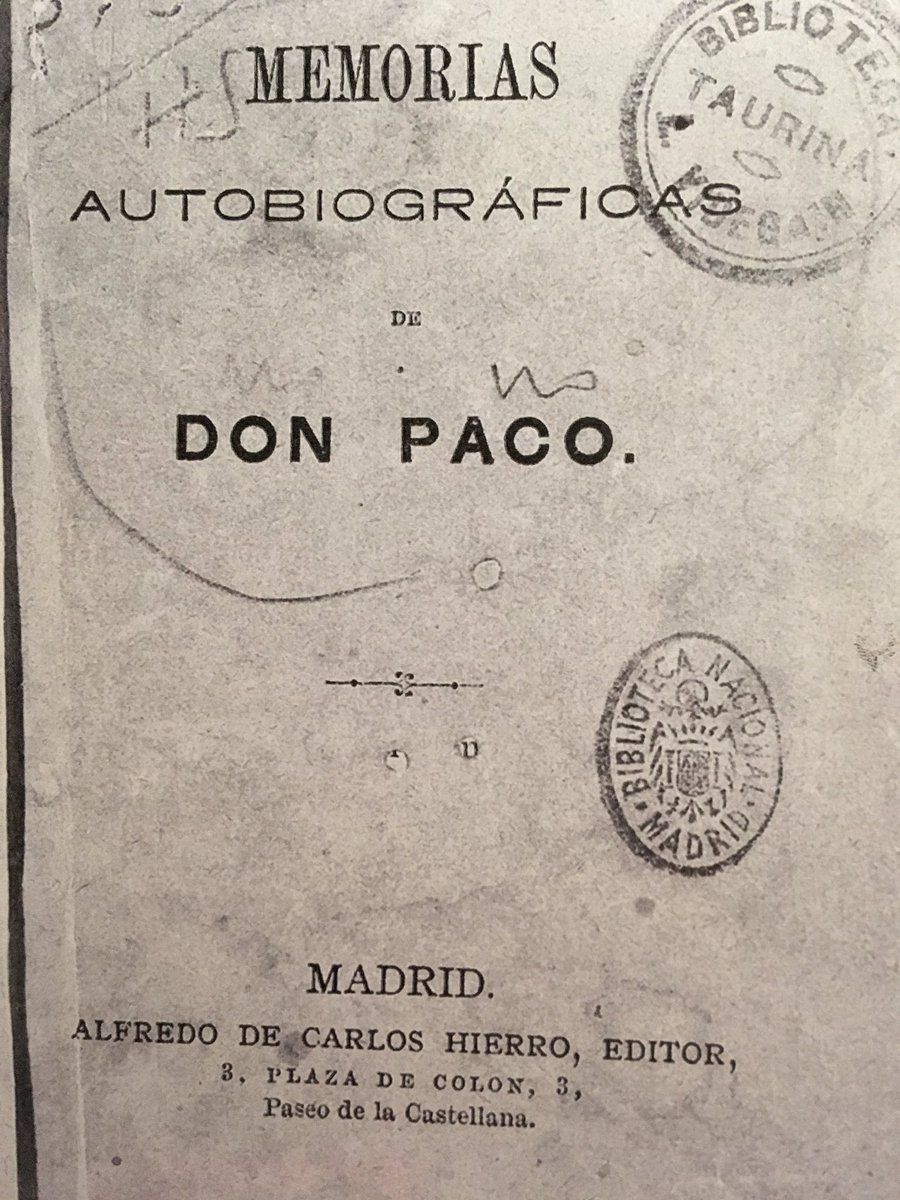 MEMORIAS
AUTOBIOGRÁFICAS
DE
DON PACO.
MADRID.
ALFREDO DE CARLOS HIERRO, EDITOR,
3, PLAZA DE COLON, 3,
Paseo de la Castellana.
BIBLIOTECA
TAURINA
BIBLIOTECA NACIONAL
MADRID